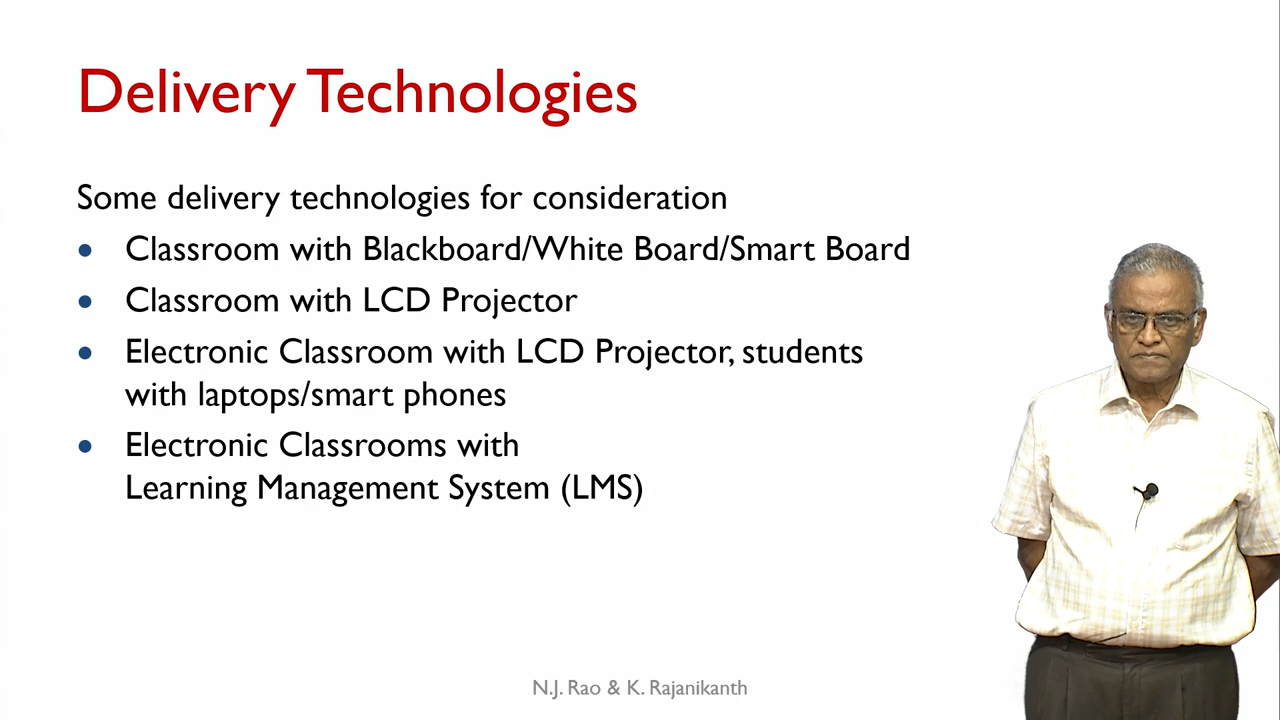 Delivery Technologies
Some delivery technologies for consideration
• Classroom with Blackboard/White Board/Smart Board
• Classroom with LCD Projector
• Electronic Classroom with LCD Projector, students
with laptops/smart phones
• Electronic Classrooms with
Learning Management System (LMS)
N.J. Rao & K. Rajanikanth